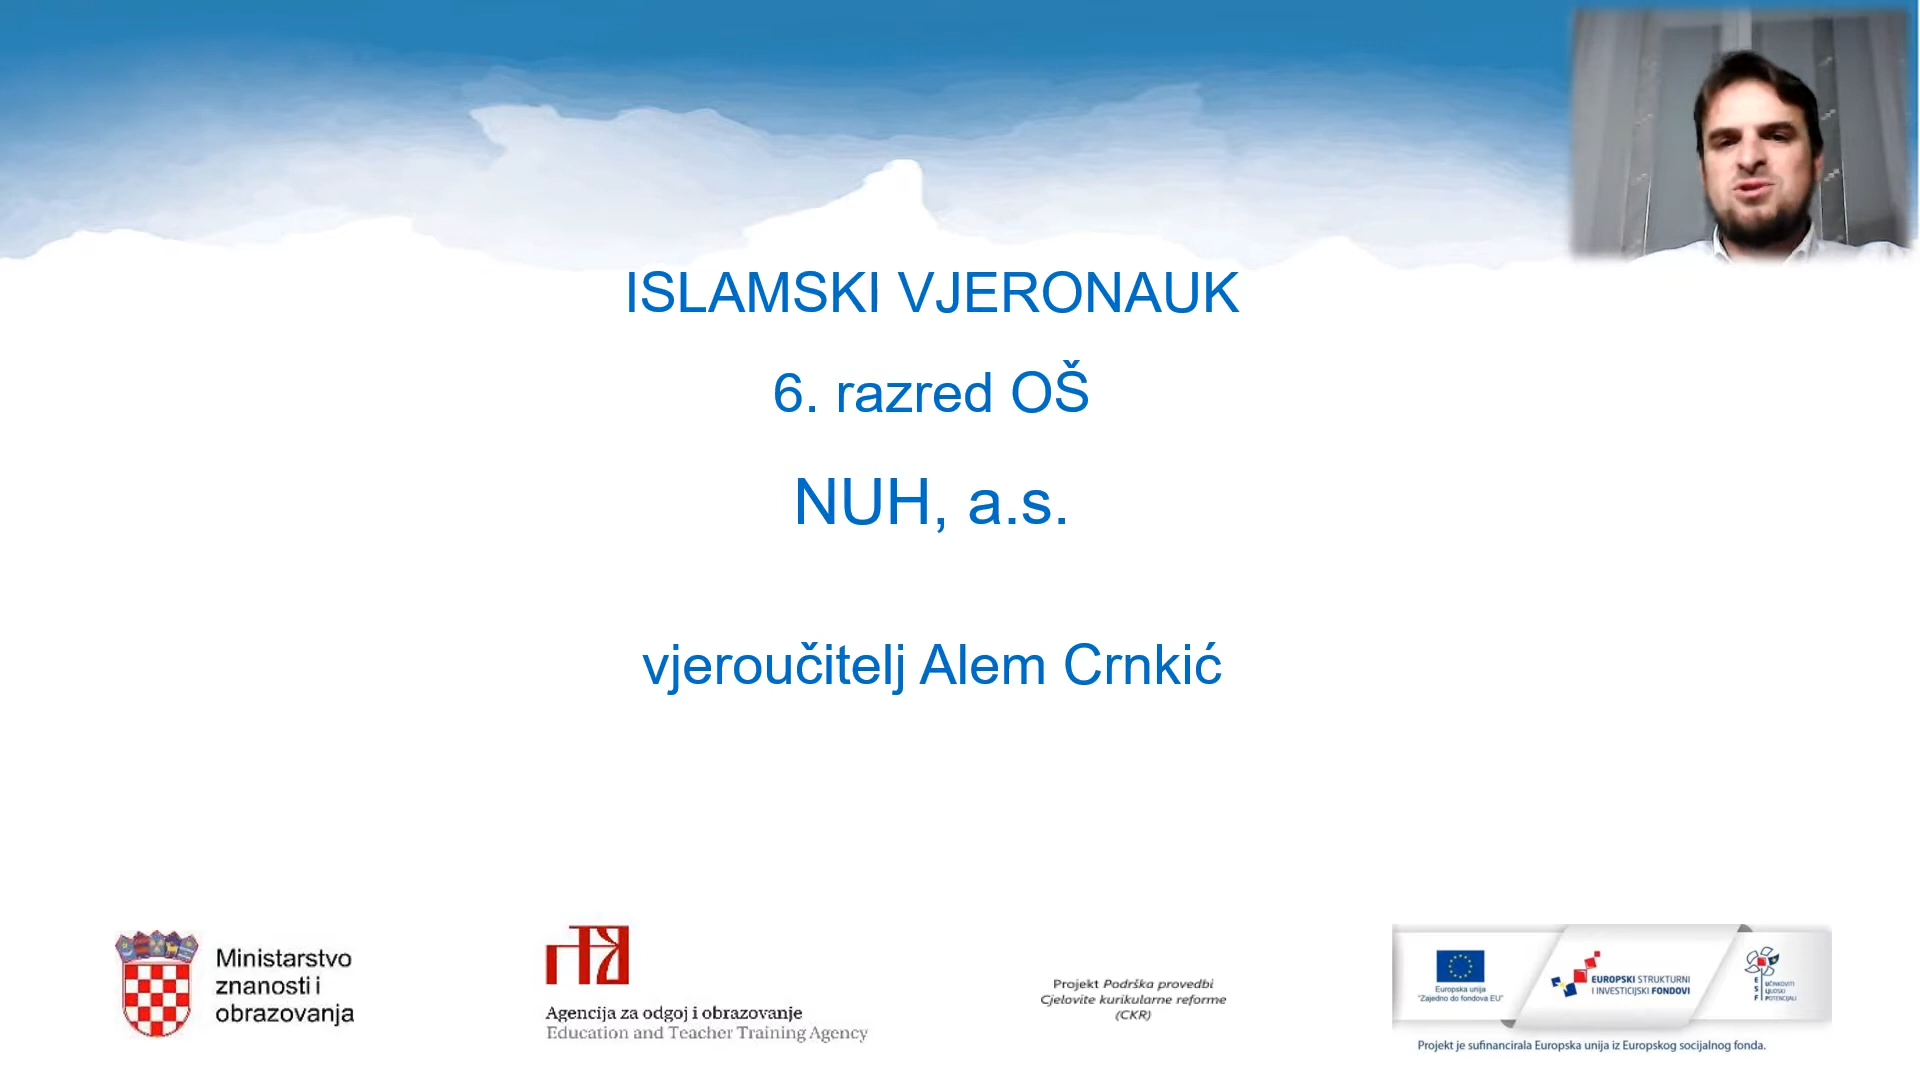 ISLAMSKI VJERONAUK
6. razred OŠ
NUH, a.s.
vjeroučitelj Alem Crnkić
Ministarstvo
znanosti i
obrazovanja
Agencija za odgoj i obrazovanje
Education and Teacher Training Agency
Projekt Podrška provedbi
Cjelovite kurikularne reforme
(CKR)
Europska unija
"Zajedno do fondova EU"
EUROPSKI STRUKTURNI
I INVESTICIJSKI FONDOVI
ESF
UČINKOVITI
LJUDSKI
POTENCIJALI
Projekt je sufinancirala Europska unija iz Europskog socijalnog fonda.